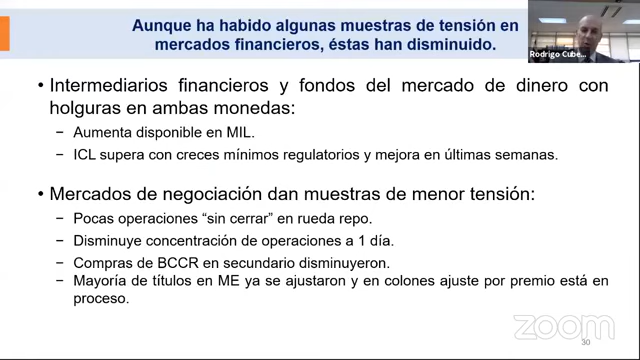 Aunque ha habido algunas muestras de tensión en
mercados financieros, éstas han disminuido.
Rodrigo Cube...
• Intermediarios financieros y fondos del mercado de dinero con
holguras en ambas monedas:
− Aumenta disponible en MIL.
− ICL supera con creces mínimos regulatorios y mejora en últimas semanas.
• Mercados de negociación dan muestras de menor tensión:
− Pocas operaciones “sin cerrar” en rueda repo.
− Disminuye concentración de operaciones a 1 día.
− Compras de BCCR en secundario disminuyeron.
− Mayoría de títulos en ME ya se ajustaron y en colones ajuste por premio está en
proceso.
zoom
30